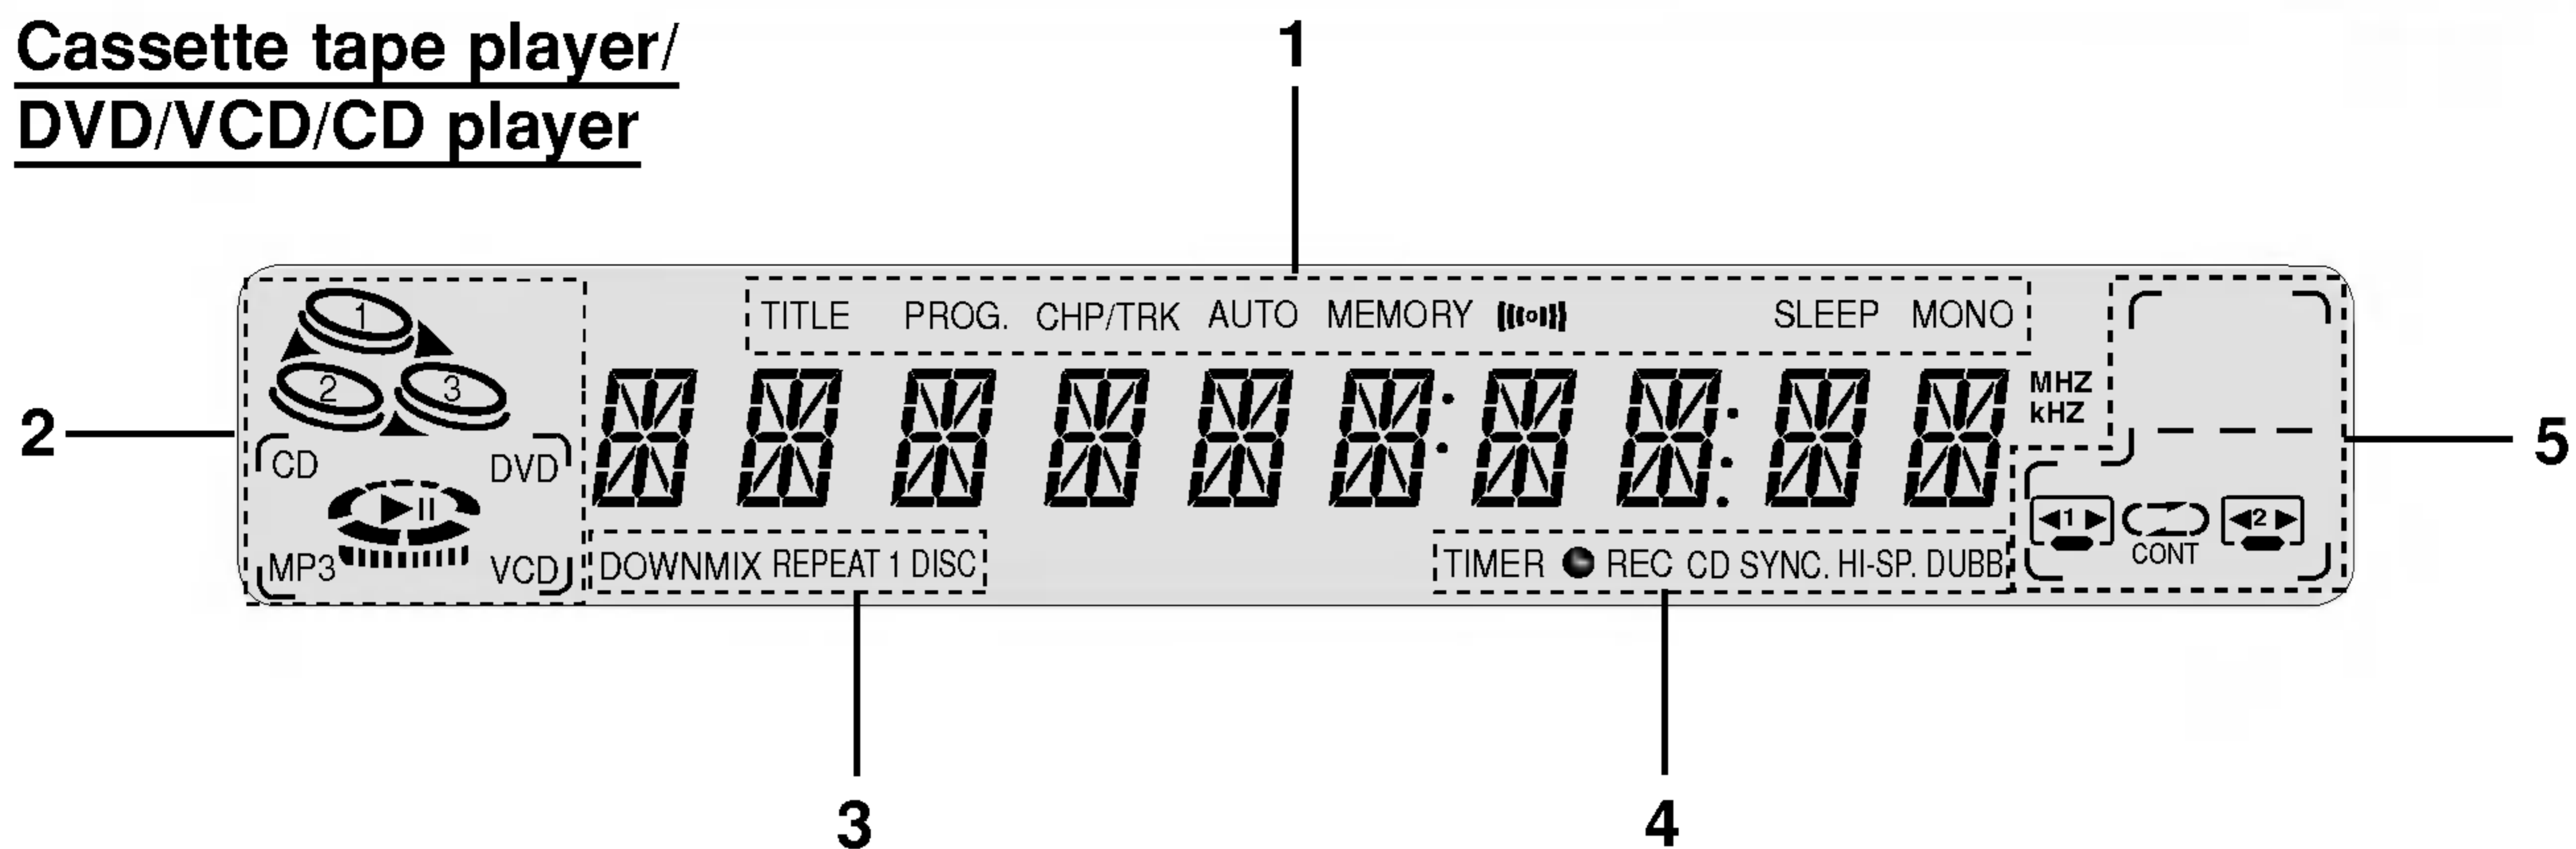 Cassette tape player/
DVD/VCD/CD player
1
TITLE PROG. CHP/TRK AUTO MEMORY SLEEP MONO
1
2 3
MHZ
kHZ
2
5
CD DVD
MP3 VCD
DOWNMIX REPEAT 1 DISC
TIMER REC CD SYNC. HI-SP. DUBB
1 2
CONT
3
4